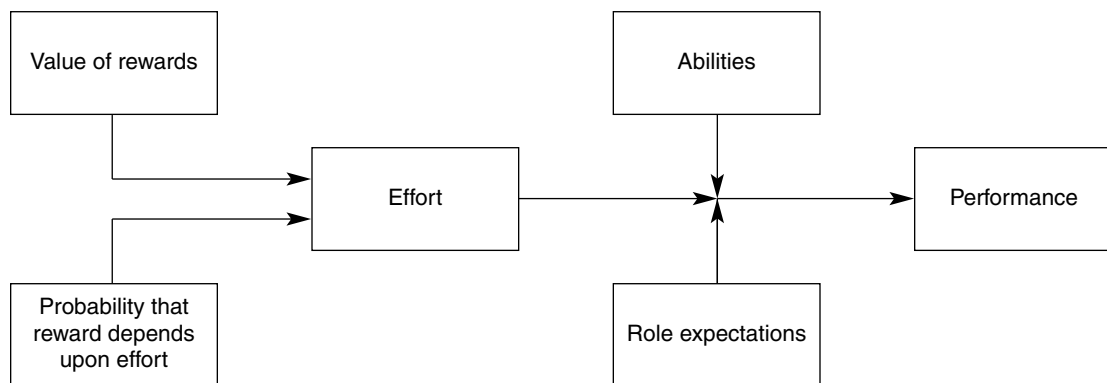 Value of rewards
Abilities
Effort
Performance
Probability that
reward depends
upon effort
Role expectations